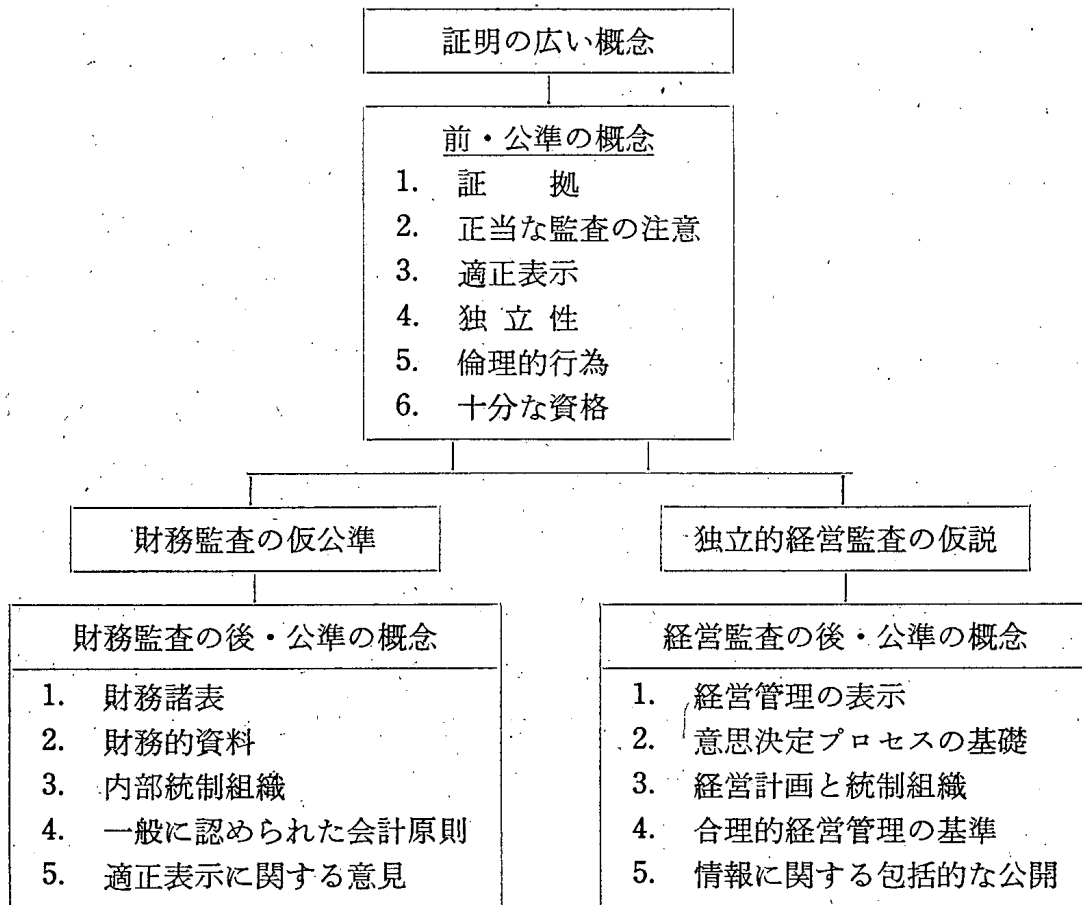 証明の広い概念
前・公準の概念
1. 証 拠
2. 正当な監査の注意
3. 適正表示
4. 独立性
5. 倫理的行為
6. 十分な資格
財務監査の仮公準
独立的経営監査の仮説
財務監査の後・公準の概念
1. 財務諸表
2. 財務的資料
3. 内部統制組織
4. 一般に認められた会計原則
5. 適正表示に関する意見
経営監査の後・公準の概念
1. 経営管理の表示
2. 意思決定プロセスの基礎
3. 経営計画と統制組織
4. 合理的経営管理の基準
5. 情報に関する包括的な公開